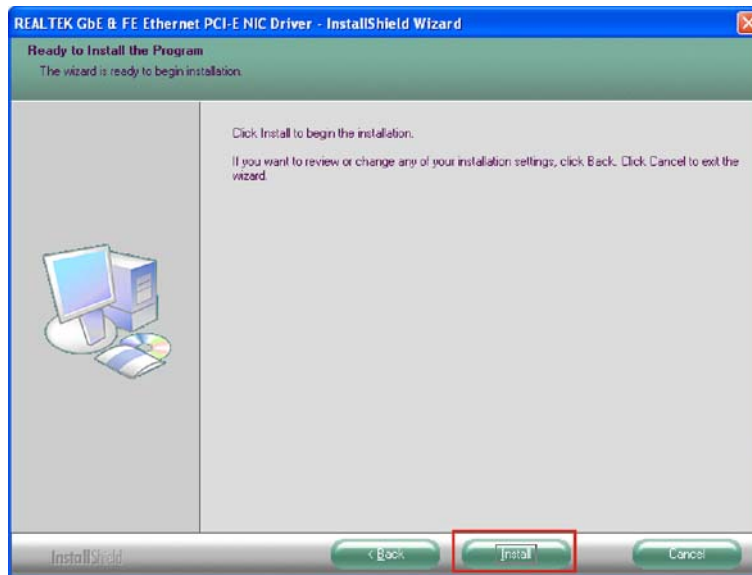 REALTEK GbE & FE Ethernet PCI-E NIC Driver - InstallShield Wizard
Ready to Install the Program
The wizard is ready to begin installation.
Click Install to begin the installation.
If you want to review or change any of your installation settings, click Back. Click Cancel to exit the
wizard.
InstallShield
< Back
Install
Cancel